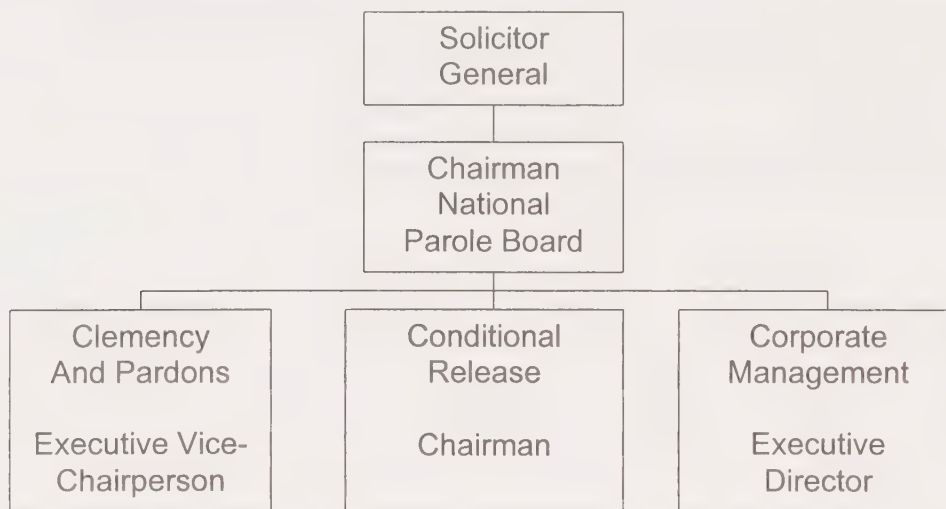 Solicitor
General
Chairman
National
Parole Board
Clemency
And Pardons
Executive Vice-
Chairperson
Conditional
Release
Chairman
Corporate
Management
Executive
Director